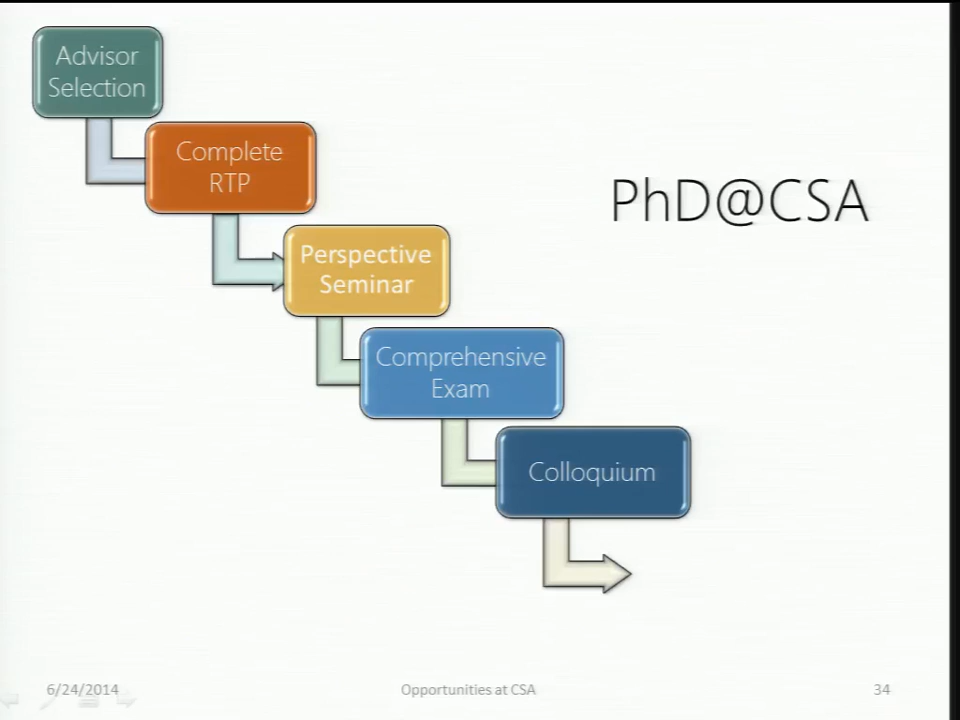 Advisor
Selection
Complete
RTP
PhD@CSA
Perspective
Seminar
Comprehensive
Exam
Colloquium
6/24/2014
Opportunities at CSA
34